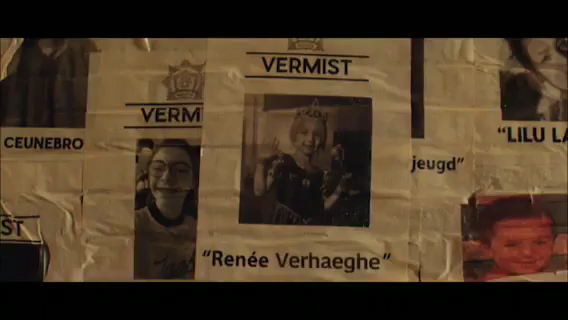 VERMIST
VERM
CEUNEBRO
"LILU LA
jeugd"
ST
"Renée Verhaeghe"